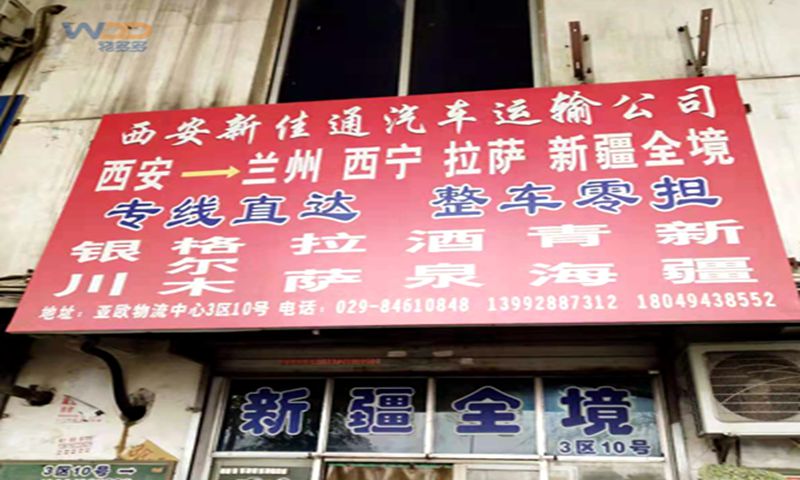 WDD
物多多
西安新佳通汽车运输公司
西安→兰州 西宁 拉萨 新疆全境
专线直达 整车零担
银川 格尔木 拉萨 酒泉 青海 新疆
地址：亚欧物流中心3区10号 电话：029-84610848 13992887312 18049438552
新疆全境
3区10号
3区10号→